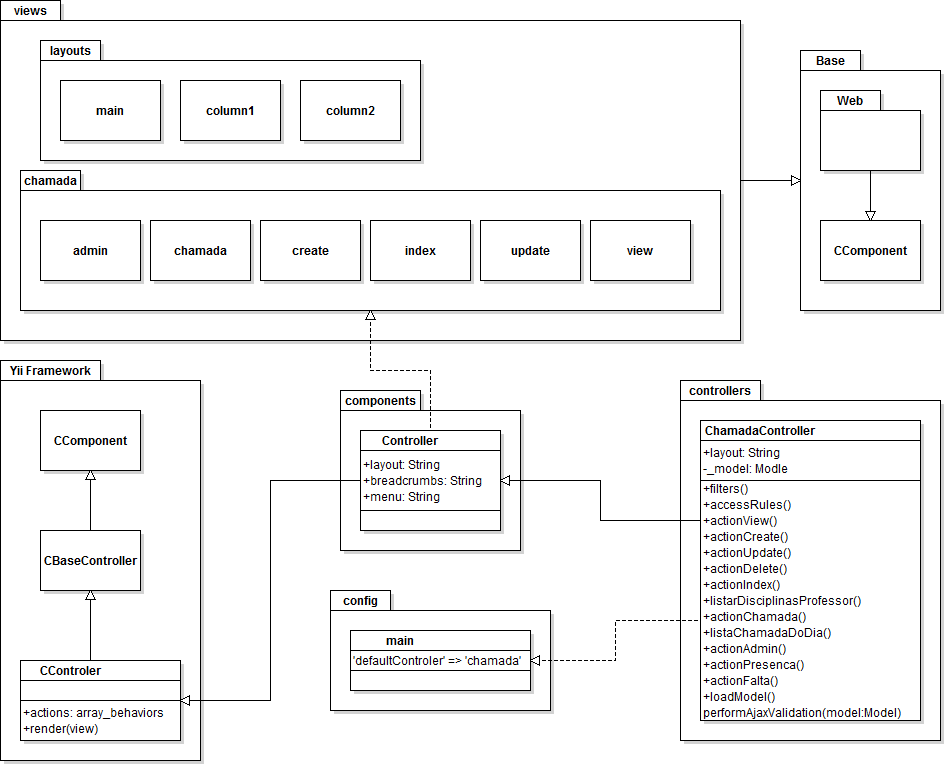 views
layouts
main
column1
column2
chamada
admin
chamada
create
index
update
view
Base
Web
CComponent
Yii Framework
CComponent
CBaseController
CControler
+actions: array_behaviors
+render(view)
components
Controller
+layout: String
+breadcrumbs: String
+menu: String
config
main
'defaultControler' => 'chamada'
controllers
ChamadaController
+layout: String
-_model: Modle
+filters()
+accessRules()
+actionView()
+actionCreate()
+actionUpdate()
+actionDelete()
+actionIndex()
+listarDisciplinasProfessor()
+actionChamada()
+listaChamadaDoDia()
+actionAdmin()
+actionPresenca()
+actionFalta()
+loadModel()
performAjaxValidation(model:Model)